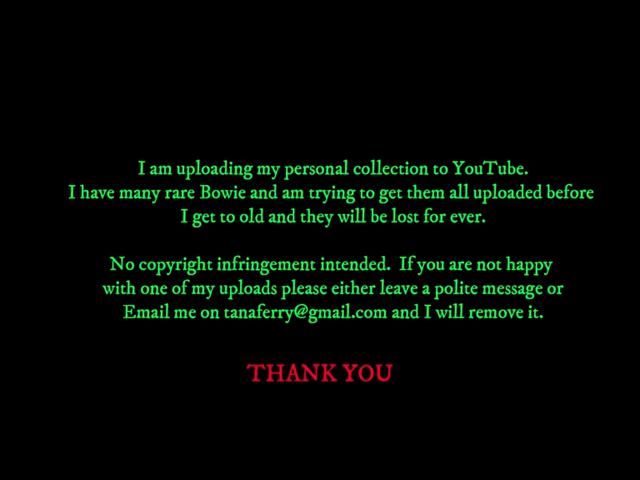 I am uploading my personal collection to YouTube.
I have many rare Bowie and am trying to get them all uploaded before
I get to old and they will be lost for ever.
No copyright infringement intended.  If you are not happy
with one of my uploads please either leave a polite message or
Email me on tanaferry@gmail.com and I will remove it.
THANK YOU